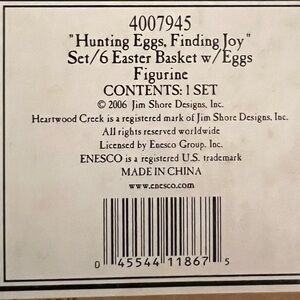 4007945
"Hunting Eggs, Finding Joy"
Set/6 Easter Basket w/Eggs
Figurine
CONTENTS: 1 SET
© 2006 Jim Shore Designs, Inc.
Heartwood Creek is a registered mark of Jim Shore Designs, Inc.
All rights reserved worldwide
Licensed by Enesco Group, Inc.
ENESCO is a registered U.S. trademark
MADE IN CHINA
www.enesco.com
0 45544 11867 5